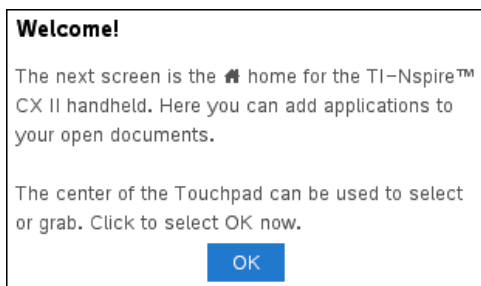 Welcome!
The next screen is the home for the TI-Nspire™
CX II handheld. Here you can add applications to
your open documents.
The center of the Touchpad can be used to select
or grab. Click to select OK now.
OK